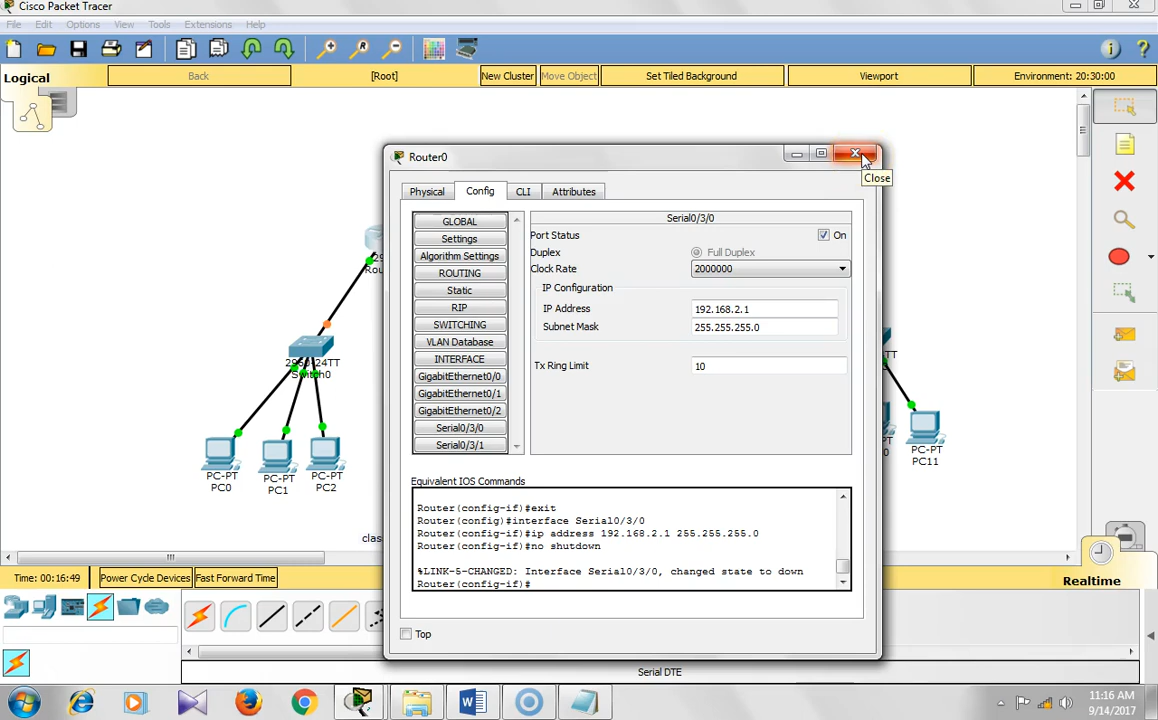 Cisco Packet Tracer
File Edit Options View Tools Extensions Help
Logical
Back
[Root]
New Cluster
Move Object
Set Tiled Background
Viewport
Environment: 20:30:00
Router0
Close
Physical Config CLI Attributes
GLOBAL
Settings
Algorithm Settings
ROUTING
Static
RIP
SWITCHING
VLAN Database
INTERFACE
GigabitEthernet0/0
GigabitEthernet0/1
GigabitEthernet0/2
Serial0/3/0
Serial0/3/1
Serial0/3/0
Port Status On
Duplex Full Duplex
Clock Rate 2000000
IP Configuration
IP Address 192.168.2.1
Subnet Mask 255.255.255.0
Tx Ring Limit 10
Equivalent IOS Commands
Router(config-if)#exit
Router(config)#interface Serial0/3/0
Router(config-if)#ip address 192.168.2.1 255.255.255.0
Router(config-if)#no shutdown
%LINK-5-CHANGED: Interface Serial0/3/0, changed state to down
Router(config-if)#
Top
2960-24TT
Switch0
PC-PT
PC0
PC-PT
PC1
PC-PT
PC2
PC-PT
PC11
clas
Time: 00:16:49
Power Cycle Devices
Fast Forward Time
Realtime
Serial DTE
11:16 AM
9/14/2017